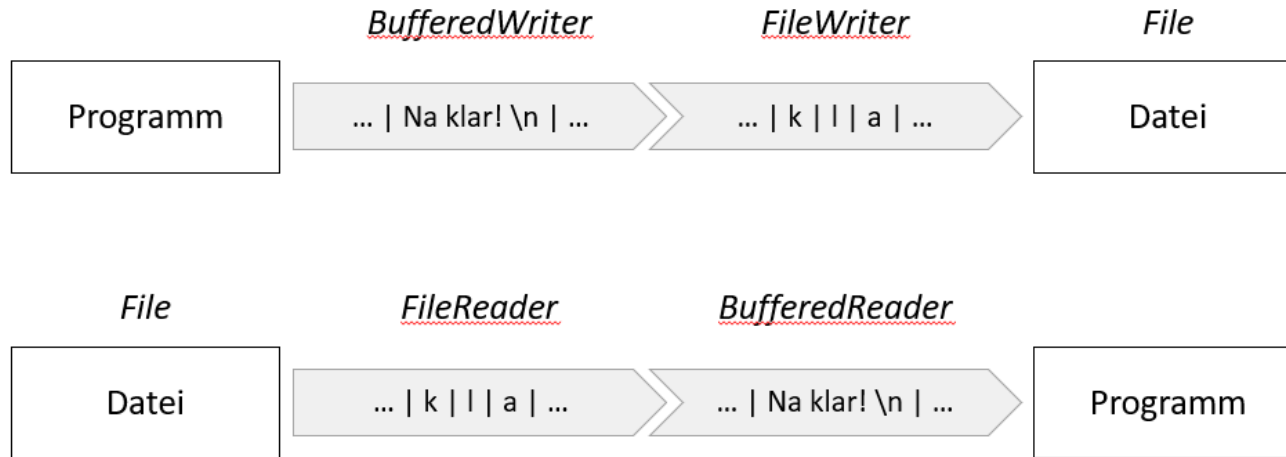 BufferedWriter FileWriter File
Programm ... | Na klar! \n | ... ... | k | l | a | ... Datei
File FileReader BufferedReader
Datei ... | k | l | a | ... ... | Na klar! \n | ... Programm